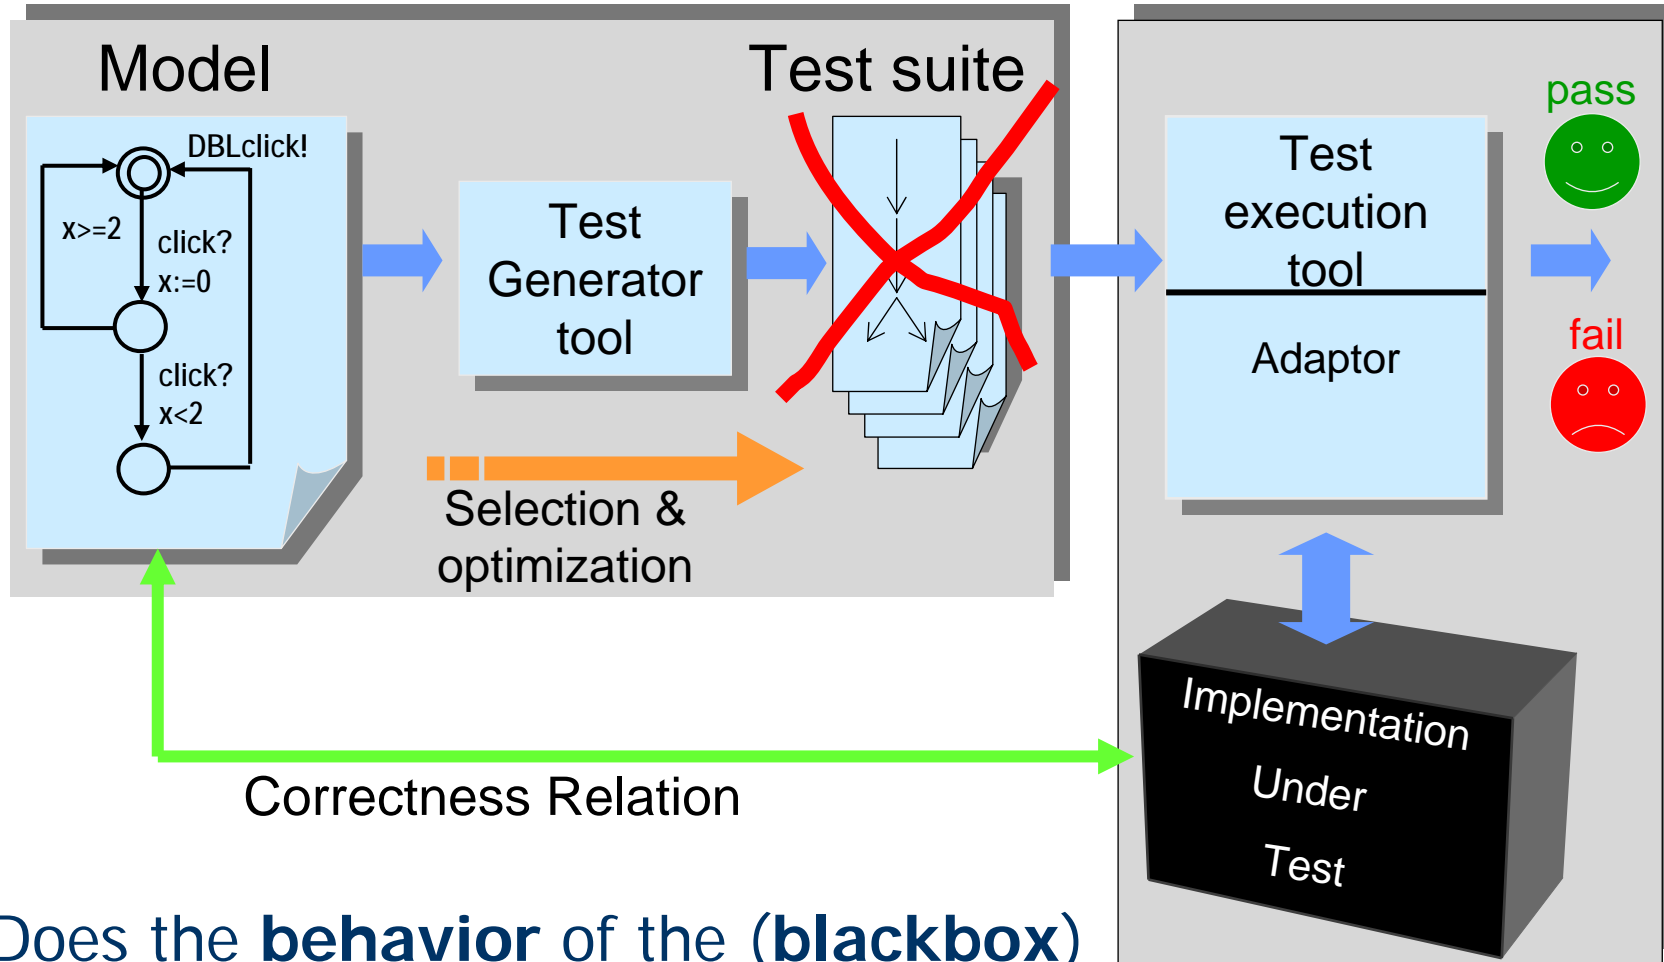 Model
DBLclick!
x>=2
click?
x:=0
click?
x<2
Test
Generator
tool
Selection &
optimization
Test suite
Test
execution
tool
Adaptor
pass
fail
Implementation
Under
Test
Correctness Relation
Does the behavior of the (blackbox)